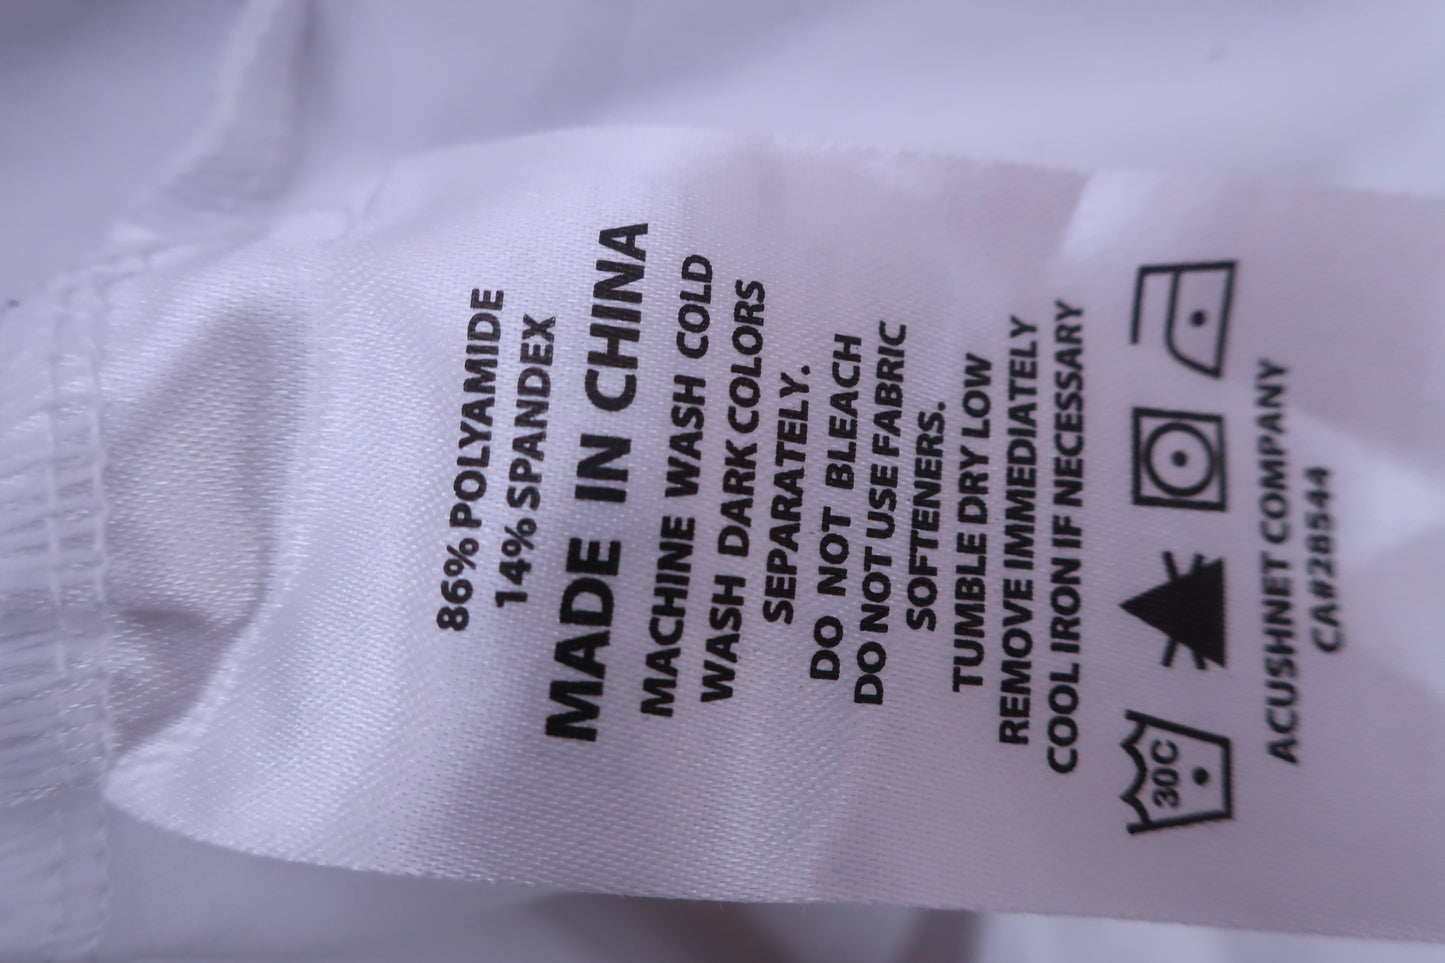 86% POLYAMIDE
14% SPANDEX
MADE IN CHINA
MACHINE WASH COLD
WASH DARK COLORS
SEPARATELY.
DO NOT BLEACH
DO NOT USE FABRIC
SOFTENERS.
TUMBLE DRY LOW
REMOVE IMMEDIATELY
COOL IRON IF NECESSARY
30C
ACUSHNET COMPANY
CA#28544